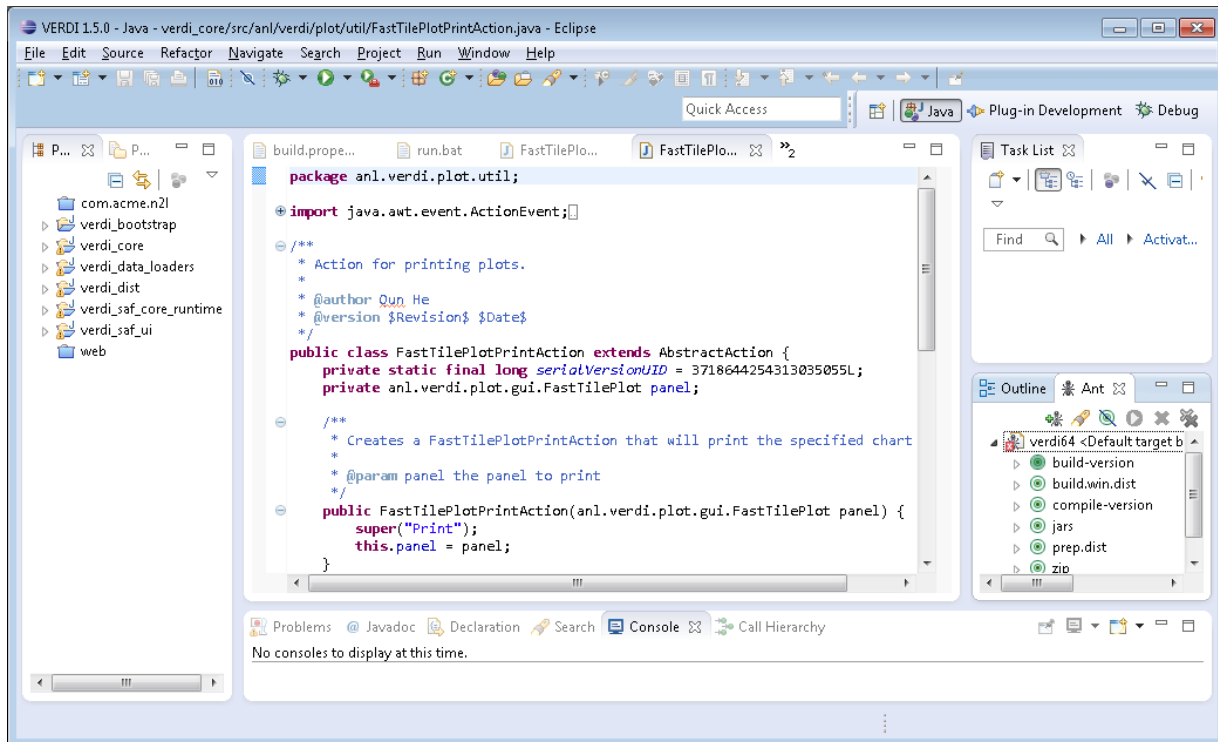 VERDI 1.5.0 - Java - verdi_core/src/anl/verdi/plot/util/FastTilePlotPrintAction.java - Eclipse
File Edit Source Refactor Navigate Search Project Run Window Help
Quick Access
Java Plug-in Development Debug
P... P...
com.acme.n2l
verdi_bootstrap
verdi_core
verdi_data_loaders
verdi_dist
verdi_saf_core_runtime
verdi_saf_ui
web
build.prope... run.bat FastTilePlo... FastTilePlo... »2
package anl.verdi.plot.util;
import java.awt.event.ActionEvent;
/**
* Action for printing plots.
*
* @author Qun He
* @version $Revision$ $Date$
*/
public class FastTilePlotPrintAction extends AbstractAction {
private static final long serialVersionUID = 3718644254313035055L;
private anl.verdi.plot.gui.FastTilePlot panel;
/**
* Creates a FastTilePlotPrintAction that will print the specified chart
*
* @param panel the panel to print
*/
public FastTilePlotPrintAction(anl.verdi.plot.gui.FastTilePlot panel) {
super("Print");
this.panel = panel;
}
Task List
Find All Activat...
Outline Ant
verdi64 <Default target b
build-version
build.win.dist
compile-version
jars
prep.dist
zip
Problems @ Javadoc Declaration Search Console Call Hierarchy
No consoles to display at this time.